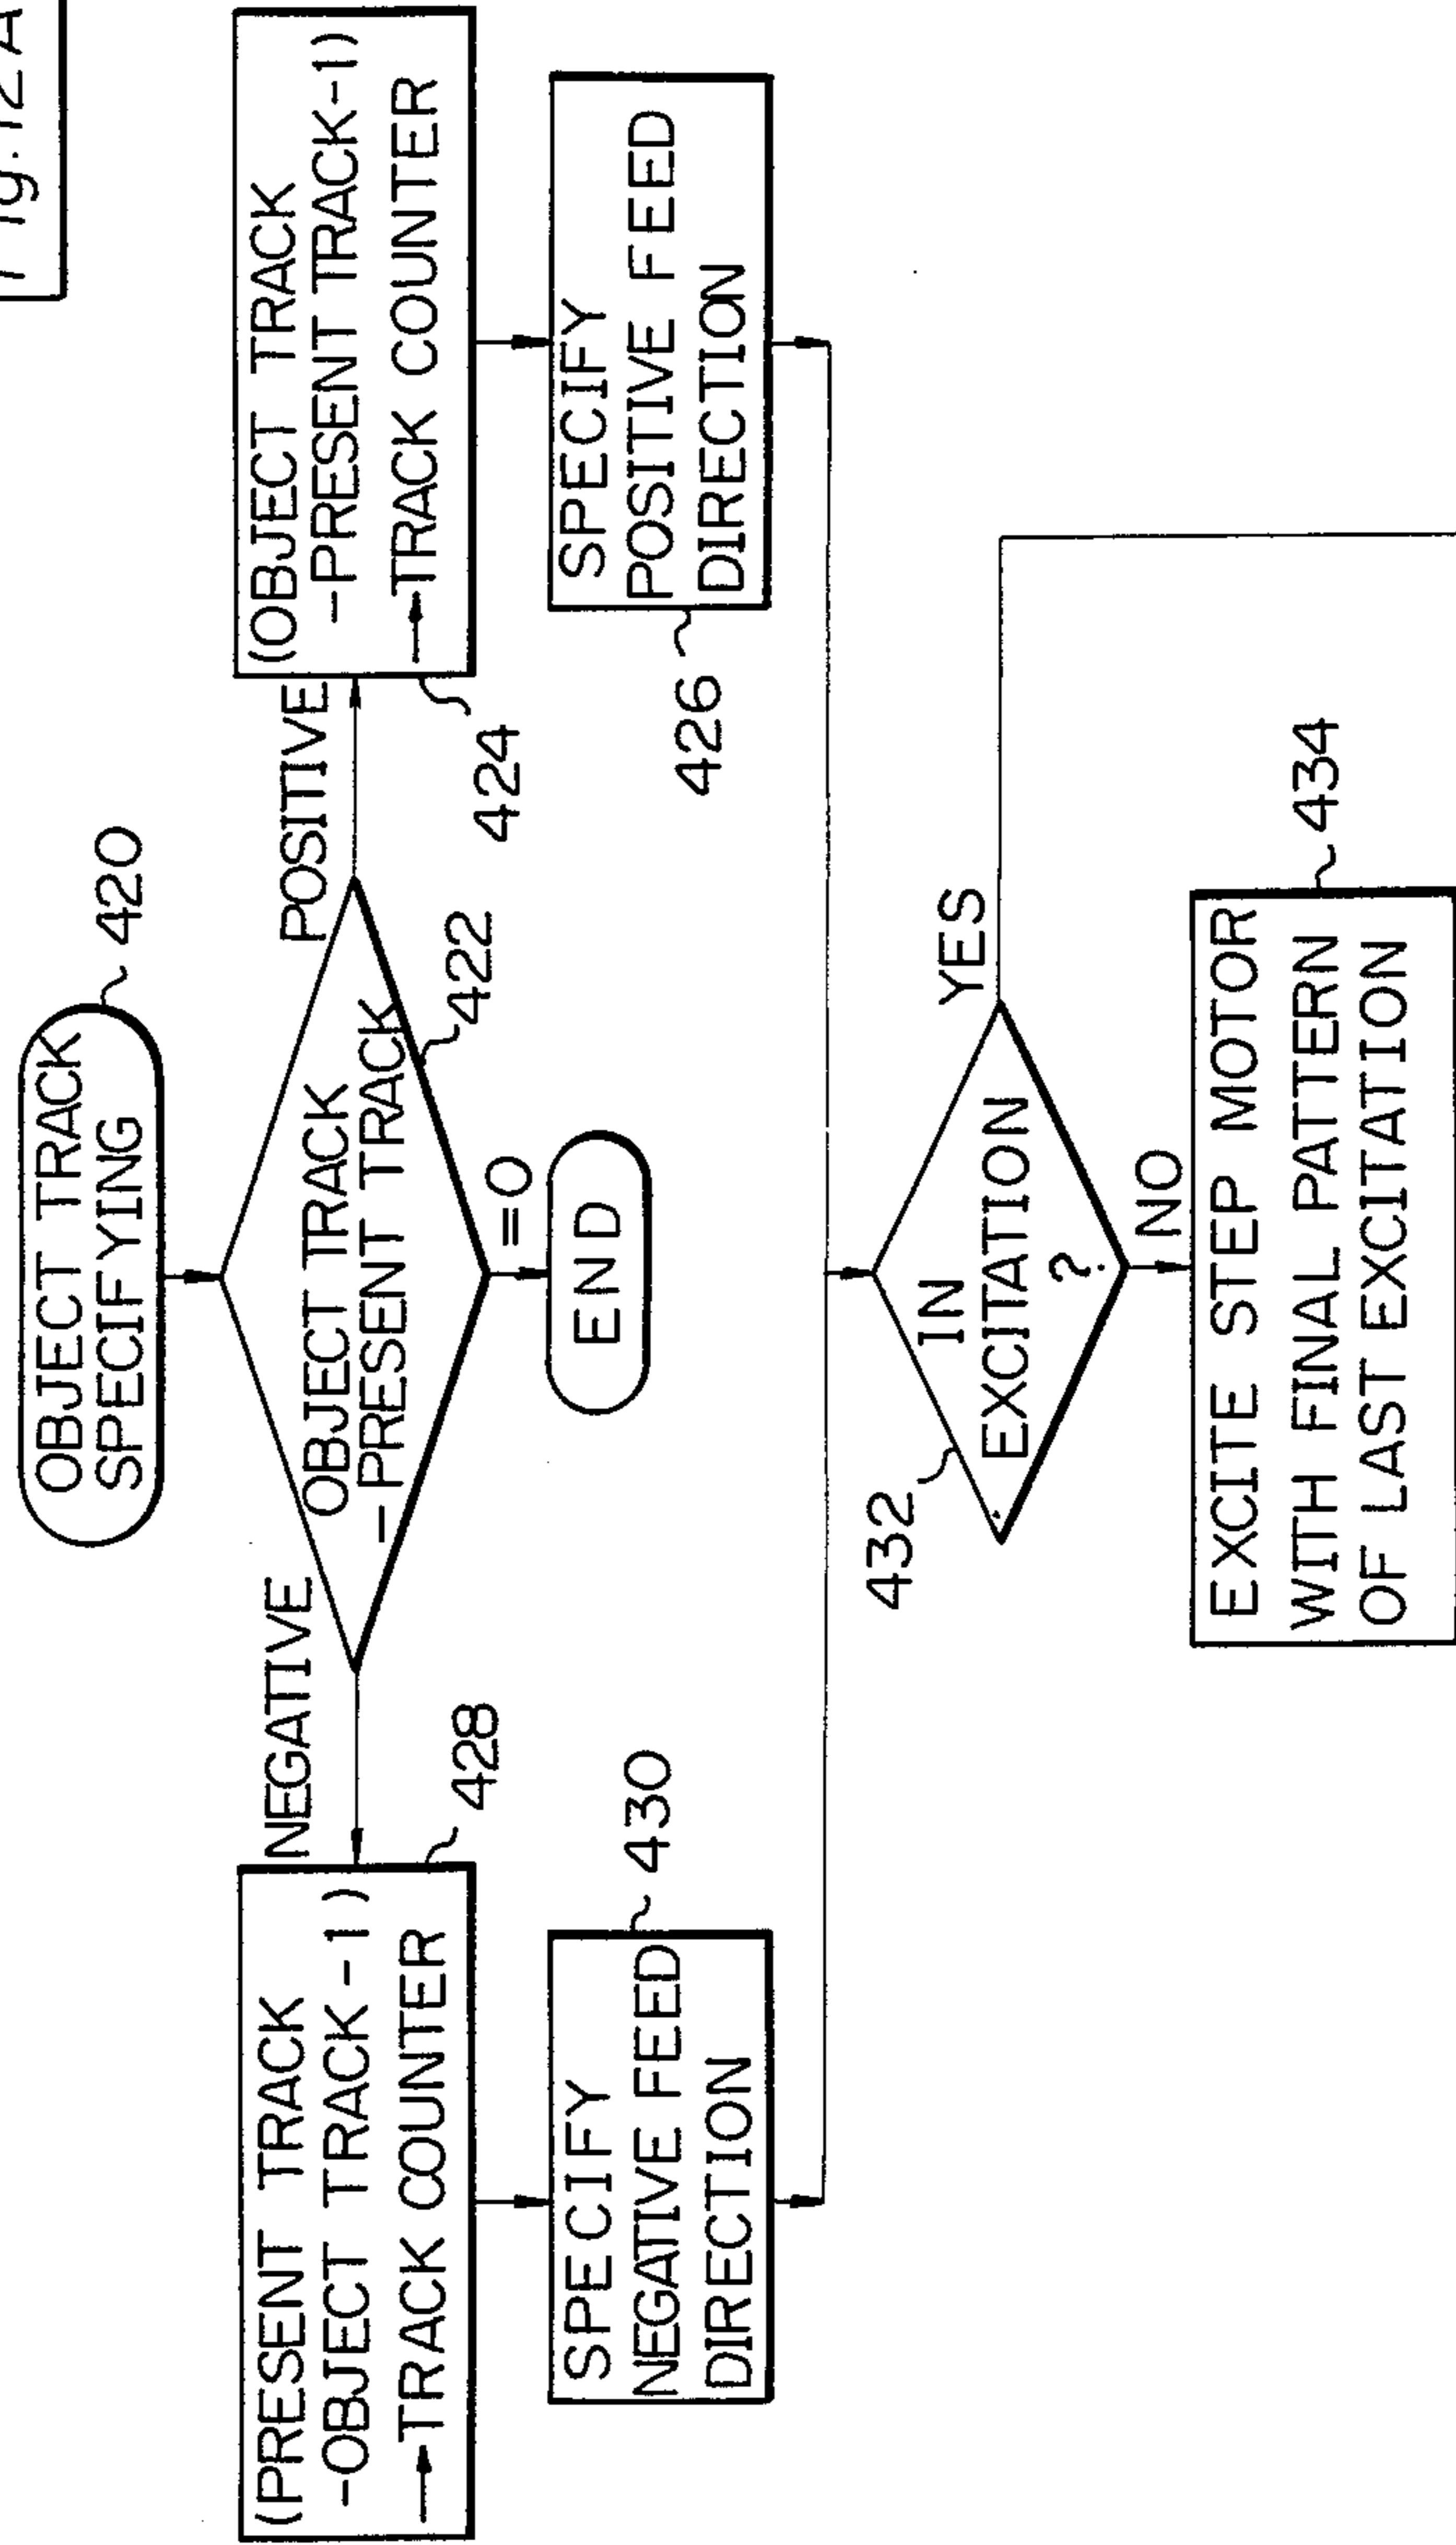 Fig. 12A
OBJECT TRACK
SPECIFYING
420
NEGATIVE
OBJECT TRACK
- PRESENT TRACK
422
POSITIVE
= 0
END
(PRESENT TRACK
-OBJECT TRACK-1)
→TRACK COUNTER
428
SPECIFY
NEGATIVE FEED
DIRECTION
430
(OBJECT TRACK
-PRESENT TRACK-1)
→TRACK COUNTER
424
SPECIFY
POSITIVE FEED
DIRECTION
426
432
IN
EXCITATION
?
YES
NO
EXCITE STEP MOTOR
WITH FINAL PATTERN
OF LAST EXCITATION
434